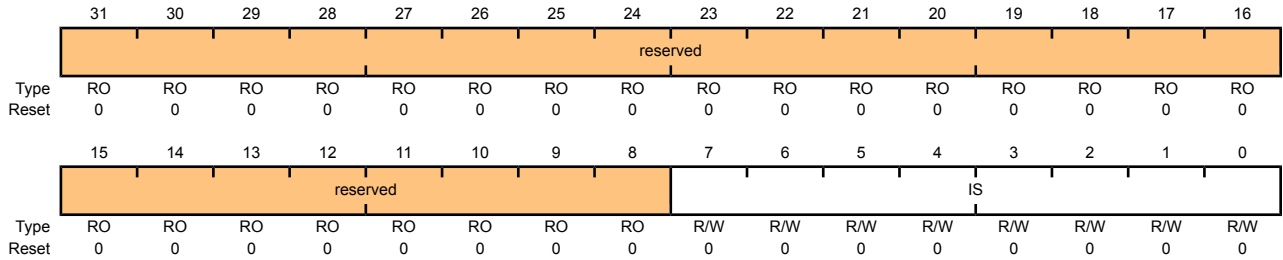 31 30 29 28 27 26 25 24 23 22 21 20 19 18 17 16
reserved
Type RO RO RO RO RO RO RO RO RO RO RO RO RO RO RO RO
Reset 0 0 0 0 0 0 0 0 0 0 0 0 0 0 0 0
15 14 13 12 11 10 9 8 7 6 5 4 3 2 1 0
reserved IS
Type RO RO RO RO RO RO RO RO R/W R/W R/W R/W R/W R/W R/W R/W
Reset 0 0 0 0 0 0 0 0 0 0 0 0 0 0 0 0